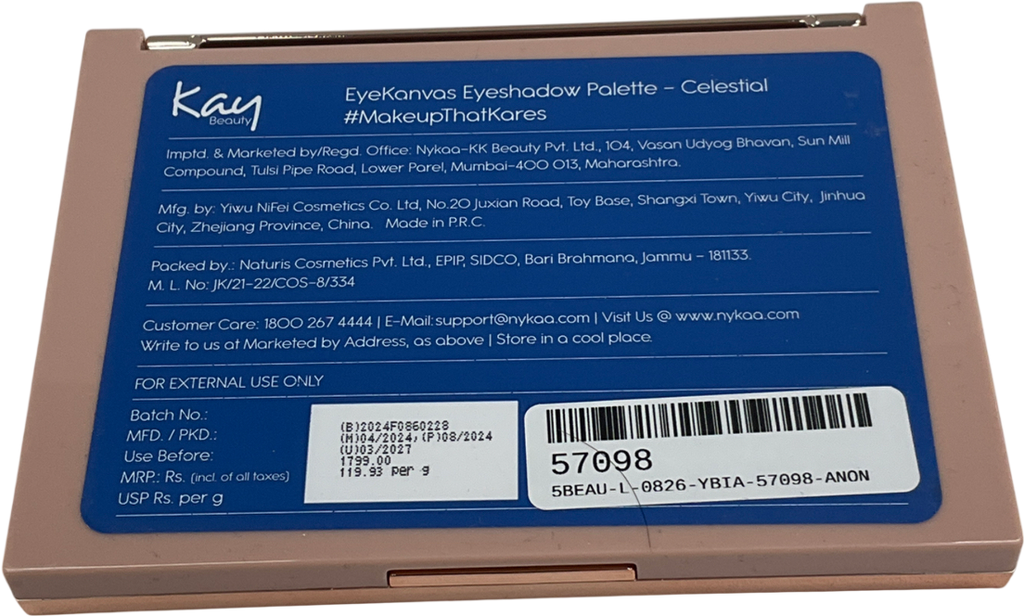 Kay
Beauty
EyeKanvas Eyeshadow Palette – Celestial
#MakeupThatKares
Imptd. & Marketed by/Regd. Office: Nykaa-KK Beauty Pvt. Ltd., 104, Vasan Udyog Bhavan, Sun Mill
Compound, Tulsi Pipe Road, Lower Parel, Mumbai-400 013, Maharashtra.
Mfg. by: Yiwu NiFei Cosmetics Co. Ltd, No.20 Juxian Road, Toy Base, Shangxi Town, Yiwu City, Jinhua
City, Zhejiang Province, China. Made in P.R.C.
Packed by.: Naturis Cosmetics Pvt. Ltd., EPIP, SIDCO, Bari Brahmana, Jammu – 181133.
M. L. No: JK/21-22/COS-8/334
Customer Care: 1800 267 4444 | E-Mail: support@nykaa.com | Visit Us @ www.nykaa.com
Write to us at Marketed by Address, as above | Store in a cool place.
FOR EXTERNAL USE ONLY
Batch No.:
MFD. / PKD.:
Use Before:
MRP.: Rs. (incl. of all taxes)
USP Rs. per g
(B)2024F0860228
(M)04/2024,(P)08/2024
(U)03/2027
1799.00
119.93 per g
57098
5BEAU-L-0826-YBIA-57098-ANON